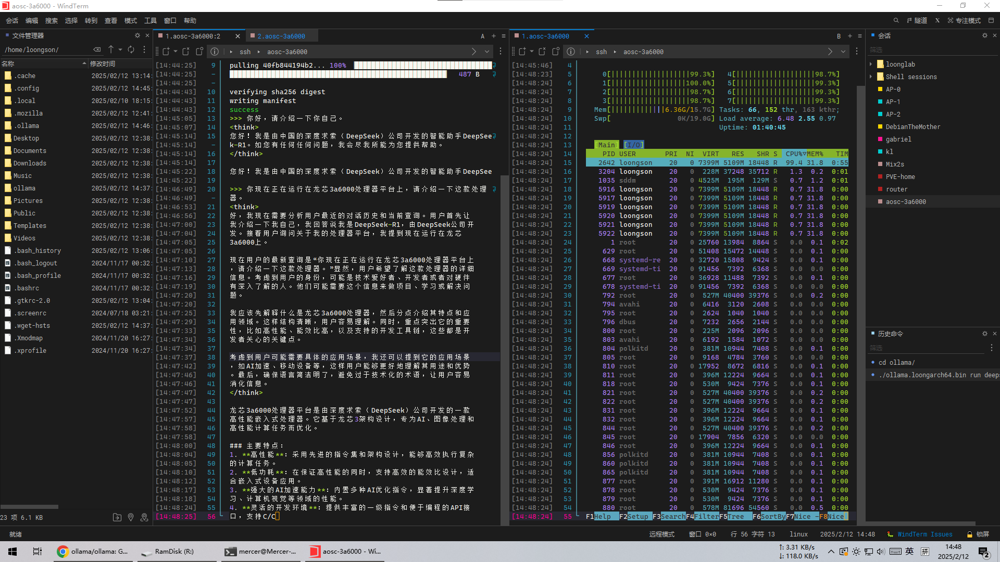 aosc-3a6000 - WindTerm
会话 编辑 搜索 选择 转到 查看 模式 工具 窗口 帮助
隧道 X 专注模式
文件管理器
/home/loongson/
名称 修改时间
.cache 2025/02/12 13:14:
.config 2025/02/12 14:45:
.local 2025/02/10 18:15:
.mozilla 2025/02/12 12:41:
.ollama 2025/02/12 14:46:
Desktop 2025/02/12 12:38:
Documents 2025/02/12 12:38:
Downloads 2025/02/12 12:38:
Music 2025/02/12 12:38:
ollama 2025/02/12 14:37:
Pictures 2025/02/12 12:38:
Public 2025/02/12 12:38:
Templates 2025/02/12 12:38:
Videos 2025/02/12 12:38:
.bash_history 2025/02/12 13:06:
.bash_logout 2024/11/17 00:32:
.bash_profile 2024/11/17 00:32:
.bashrc 2024/11/17 00:32:
.gtkrc-2.0 2025/02/12 13:04:
.screenrc 2024/07/18 03:21:
.wget-hsts 2025/02/12 14:37:
.Xmodmap 2024/11/20 16:27:
.xprofile 2024/11/20 16:27:
23 项 6.1 KB
1.aosc-3a6000:2 2.aosc-3a6000 A
ssh aosc-3a6000
[14:44:25] 9 pulling 40fb844194b2... 100%
[14:44:25] - 487 B
[14:44:25] -
[14:44:43] 10 verifying sha256 digest
[14:44:43] 11 writing manifest
[14:44:43] 12 success
[14:45:05] 13 >>> 你好，请介绍一下你自己。
[14:45:07] 14 <think>
[14:45:14] 15 您好！我是由中国的深度求索（DeepSeek）公司开发的智能助手DeepSee
[14:45:14] - k-R1。如您有任何任何问题，我会尽我所能为您提供帮助。
[14:45:14] 16 </think>
[14:45:14] 17
[14:45:22] 18 您好！我是由中国的深度求索（DeepSeek）公司开发的智能助手DeepSee
[14:45:22] 19
[14:46:49] 20 >>> 你现在正在运行在龙芯3a6000处理器平台上，请介绍一下这款处理
[14:46:49] - 器。
[14:46:53] 21 <think>
[14:46:56] 22 好，我现在需要分析用户最近的对话历史和当前查询。用户首先让
[14:47:00] 23 我介绍一下我自己，我回答说我是DeepSeek-R1，由DeepSeek公司开
[14:47:04] 24 发。接着用户询问关于我的处理器平台，我提到现在运行在龙芯
[14:47:05] 25 3a6000上。
[14:47:05] 26
[14:47:10] 27 现在用户的最新查询是“你现在正在运行在龙芯3a6000处理器平台上
[14:47:13] 28 ，请介绍一下这款处理器。”显然，用户希望了解这款处理器的详细
[14:47:16] 29 信息。考虑到用户的身份，可能是技术爱好者、开发者或者对硬件
[14:47:19] 30 有深入了解的人。他们可能需要这个信息来做项目、学习或解决问
[14:47:20] 31 题。
[14:47:20] 32
[14:47:25] 33 我应该先解释什么是龙芯3a6000处理器，然后分点介绍其特点和应
[14:47:29] 34 用领域。这样结构清晰，用户容易理解。同时，重点突出它的重要
[14:47:33] 35 性，比如高性能、能效比高，以及支持的开发工具链，这些都是开
[14:47:34] 36 发者关心的关键点。
[14:47:34] 37
[14:47:37] 38 考虑到用户可能需要具体的应用场景，我还可以提到它的应用场景
[14:47:42] 39 ，如AI加速、移动设备等，这样用户能够更好地理解其用途和优势
[14:47:46] 40 。最后，确保语言简洁明了，避免过于技术化的术语，让用户容易
[14:47:46] 41 消化信息。
[14:47:47] 42 </think>
[14:47:47] 43
[14:47:52] 44 龙芯3a6000处理器平台是由深度求索（DeepSeek）公司开发的一款
[14:47:57] 45 高性能嵌入式处理器。它基于龙芯3架构设计，专为AI、图像处理和
[14:47:58] 46 高性能计算任务而优化。
[14:47:58] 47
[14:48:00] 48 ### 主要特点：
[14:48:04] 49 1. **高性能**：采用先进的指令集和架构设计，能够高效执行复杂
[14:48:05] 50 的计算任务。
[14:48:10] 51 2. **低功耗**：在保证高性能的同时，支持高效的能效比设计，适
[14:48:12] 52 合嵌入式设备应用。
[14:48:17] 53 3. **强大的AI加速能力**：内置多种AI优化指令，显著提升深度学
[14:48:18] 54 习、计算机视觉等领域的性能。
[14:48:24] 55 4. **灵活的开发环境**：提供丰富的一级指令和便于编程的API接
[14:48:25] 56 口，支持C/C
1.aosc-3a6000 B
ssh aosc-3a6000
[14:45:46] 4
[14:48:23] 5 0[99.3%] 4[98.7%]
[14:48:24] 6 1[100.0%] 5[99.3%]
[14:48:24] 7 2[98.7%] 6[99.3%]
[14:48:24] 8 3[98.7%] 7[99.3%]
[14:48:24] 9 Mem[6.36G/15.7G] Tasks: 66, 152 thr, 163 kthr;
[14:48:24] 10 Swp[0K/19.0G] Load average: 6.48 2.55 0.97
[14:48:24] 11 Uptime: 01:40:45
[14:48:24] 12
[14:48:24] 13 [Main] [I/O]
[14:48:24] 14 PID USER PRI NI VIRT RES SHR S CPU%▽MEM% TIM
[14:48:24] 15 2642 loongson 20 0 7399M 5109M 18448 R 99.4 31.8 0:55
[14:48:24] 16 3204 loongson 20 0 228M 37248 35712 R 1.3 0.2 0:01
[14:48:24] 17 1035 sddm 20 0 4525M 195M 129M S 0.7 1.2 0:01
[14:48:24] 18 5916 loongson 20 0 7399M 5109M 18448 R 0.7 31.8 0:00
[14:48:24] 19 5917 loongson 20 0 7399M 5109M 18448 R 0.7 31.8 0:00
[14:48:24] 20 5919 loongson 20 0 7399M 5109M 18448 R 0.7 31.8 0:00
[14:48:24] 21 5920 loongson 20 0 7399M 5109M 18448 R 0.7 31.8 0:00
[14:48:24] 22 5921 loongson 20 0 7399M 5109M 18448 R 0.7 31.8 0:00
[14:48:24] 23 5922 loongson 20 0 7399M 5109M 18448 R 0.7 31.8 0:00
[14:48:24] 24 1 root 20 0 25760 13984 8864 S 0.0 0.1 0:02
[14:48:24] 25 629 root 20 0 51408 15472 14448 S 0.0 0.1 0:00
[14:48:24] 26 668 systemd-re 20 0 32720 15808 9424 S 0.0 0.1 0:00
[14:48:24] 27 669 systemd-ti 20 0 91456 7392 6368 S 0.0 0.0 0:00
[14:48:24] 28 677 root 20 0 36928 11488 7392 S 0.0 0.1 0:00
[14:48:24] 29 678 systemd-ti 20 0 91456 7392 6368 S 0.0 0.0 0:00
[14:48:24] 30 792 root 20 0 527M 40400 39376 S 0.0 0.2 0:00
[14:48:24] 31 794 avahi 20 0 6416 3120 2608 S 0.0 0.0 0:00
[14:48:24] 32 795 root 20 0 2624 1040 1040 S 0.0 0.0 0:00
[14:48:24] 33 796 dbus 20 0 7232 2656 2144 S 0.0 0.0 0:00
[14:48:24] 34 800 root 20 0 225M 2096 2096 S 0.0 0.0 0:00
[14:48:24] 35 803 avahi 20 0 6192 1584 1072 S 0.0 0.0 0:00
[14:48:24] 36 804 polkitd 20 0 381M 10944 7408 S 0.0 0.1 0:00
[14:48:24] 37 805 root 20 0 9168 4784 3760 S 0.0 0.0 0:00
[14:48:24] 38 810 root 20 0 17952 8672 6816 S 0.0 0.1 0:00
[14:48:24] 39 811 root 20 0 396M 12224 9664 S 0.0 0.1 0:00
[14:48:24] 40 818 root 20 0 530M 9424 7376 S 0.0 0.1 0:00
[14:48:24] 41 821 root 20 0 527M 40400 39376 S 0.0 0.2 0:00
[14:48:24] 42 822 root 20 0 527M 40400 39376 S 0.0 0.2 0:00
[14:48:24] 43 831 root 20 0 396M 12224 9664 S 0.0 0.1 0:00
[14:48:24] 44 832 root 20 0 396M 12224 9664 S 0.0 0.1 0:00
[14:48:24] 45 844 root 20 0 527M 40400 39376 S 0.0 0.2 0:00
[14:48:24] 46 845 root 20 0 17904 7856 6320 S 0.0 0.0 0:00
[14:48:24] 47 846 root 20 0 396M 12224 9664 S 0.0 0.1 0:00
[14:48:24] 48 856 polkitd 20 0 381M 10944 7408 S 0.0 0.1 0:00
[14:48:24] 49 860 polkitd 20 0 381M 10944 7408 S 0.0 0.1 0:00
[14:48:24] 50 865 polkitd 20 0 381M 10944 7408 S 0.0 0.1 0:00
[14:48:24] 51 877 root 20 0 391M 16912 11280 S 0.0 0.1 0:00
[14:48:24] 52 878 root 20 0 530M 9424 7376 S 0.0 0.1 0:00
[14:48:24] 53 879 root 20 0 530M 9424 7376 S 0.0 0.1 0:00
[14:48:24] 54 880 root 20 0 578M 81696 54560 S 0.0 0.5 0:00
[14:48:24] 55 F1Help F2Setup F3SearchF4FilterF5Tree F6SortByF7Nice -F8Nice
会话
筛选
loonglab
Shell sessions
AP-0
AP-1
AP-2
DebianTheMother
gabriel
kl
Mix2s
PVE-home
router
aosc-3a6000
历史命令
筛选
cd ollama/
./ollama.loongarch64.bin run deeps
就绪 远程模式 窗口 0×0 行 56 字符 13 linux 2025/2/12 14:48 WindTerm Issues 锁屏
ollama/ollama: G... RamDisk (R:) mercer@Mercer-... aosc-3a6000 - Wi...
↑: 3.31 KB/s
↓: 118.0 KB/s
英 拼
14:48
2025/2/12
2